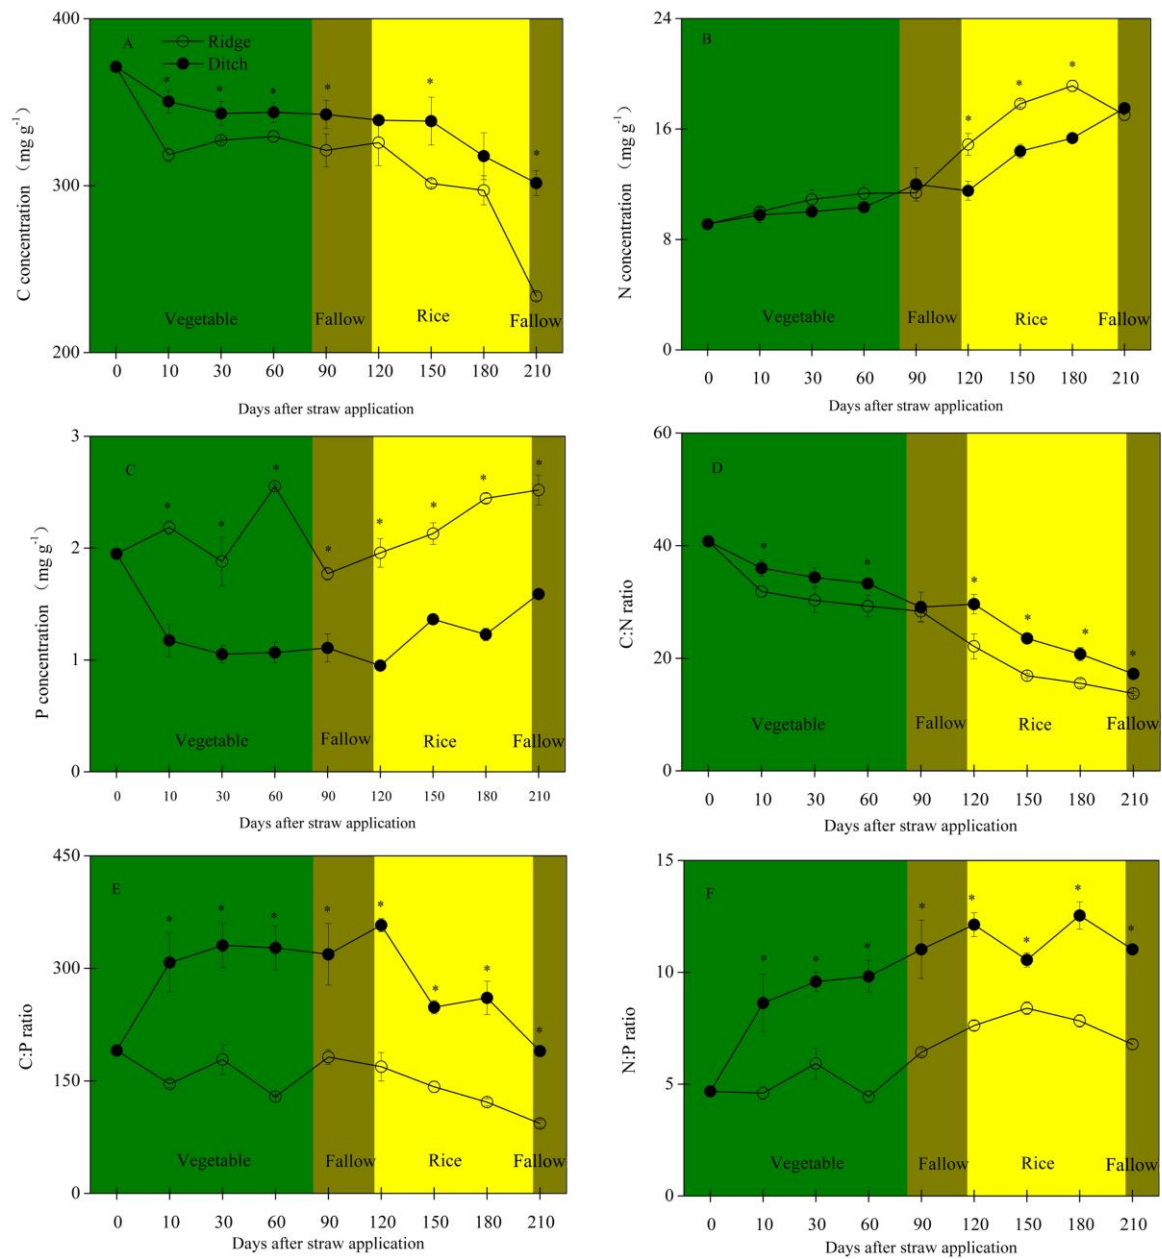 400
300
200
C concentration (mg g⁻¹)
A
Ridge
Ditch
* * * * * *
Vegetable Fallow Rice Fallow
0 10 30 60 90 120 150 180 210
Days after straw application
24
16
8
0
N concentration (mg g⁻¹)
B
* * *
Vegetable Fallow Rice Fallow
0 10 30 60 90 120 150 180 210
Days after straw application
3
2
1
0
P concentration (mg g⁻¹)
C
* * * * * * * *
Vegetable Fallow Rice Fallow
0 10 30 60 90 120 150 180 210
Days after straw application
60
40
20
0
C:N ratio
D
* * * * * *
Vegetable Fallow Rice Fallow
0 10 30 60 90 120 150 180 210
Days after straw application
450
300
150
0
C:P ratio
E
* * * * * * * *
Vegetable Fallow Rice Fallow
0 10 30 60 90 120 150 180 210
Days after straw application
15
10
5
0
N:P ratio
F
* * * * * * * *
Vegetable Fallow Rice Fallow
0 10 30 60 90 120 150 180 210
Days after straw application